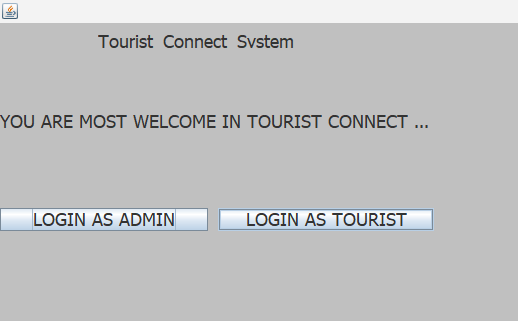 Tourist Connect System
YOU ARE MOST WELCOME IN TOURIST CONNECT ...
LOGIN AS ADMIN
LOGIN AS TOURIST